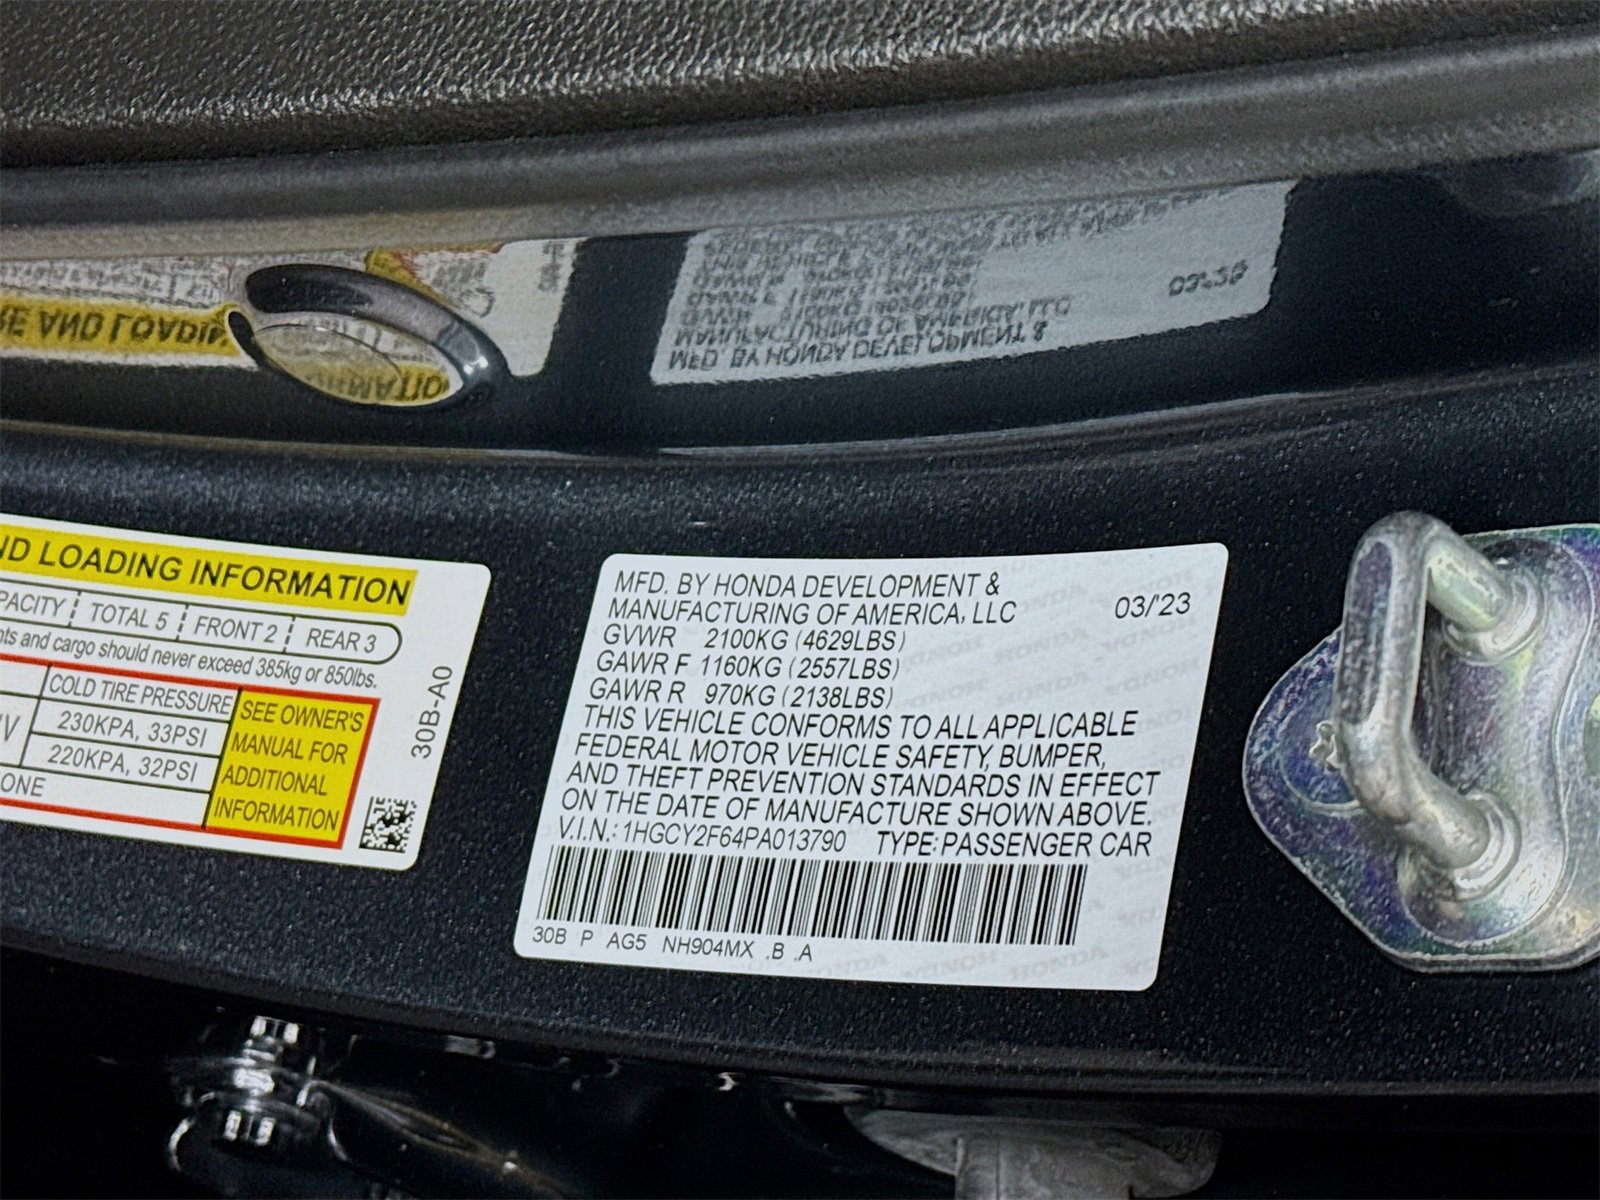 ND LOADING INFORMATION
PACITY TOTAL 5 FRONT 2 REAR 3
nts and cargo should never exceed 385kg or 850lbs.
COLD TIRE PRESSURE
230KPA, 33PSI
220KPA, 32PSI
ONE
SEE OWNER'S
MANUAL FOR
ADDITIONAL
INFORMATION
30B-A0
MFD. BY HONDA DEVELOPMENT &
MANUFACTURING OF AMERICA, LLC 03/'23
GVWR 2100KG (4629LBS)
GAWR F 1160KG (2557LBS)
GAWR R 970KG (2138LBS)
THIS VEHICLE CONFORMS TO ALL APPLICABLE
FEDERAL MOTOR VEHICLE SAFETY, BUMPER,
AND THEFT PREVENTION STANDARDS IN EFFECT
ON THE DATE OF MANUFACTURE SHOWN ABOVE.
V.I.N.: 1HGCY2F64PA013790 TYPE: PASSENGER CAR
30B P AG5 NH904MX .B .A